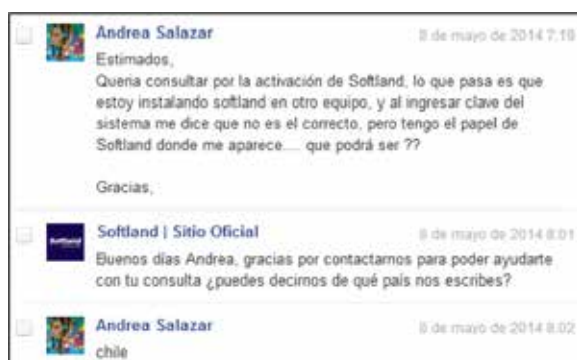 Andrea Salazar 8 de mayo de 2014 7:19
Estimados,
Queria consultar por la activación de Softland, lo que pasa es que
estoy instalando softland en otro equipo, y al ingresar clave del
sistema me dice que no es el correcto, pero tengo el papel de
Softland donde me aparece.... que podrá ser ??
Gracias,
Softland | Sitio Oficial 8 de mayo de 2014 8:01
Buenos días Andrea, gracias por contactarnos para poder ayudarte
con tu consulta ¿puedes decirnos de qué país nos escribes?
Andrea Salazar 8 de mayo de 2014 8:02
chile